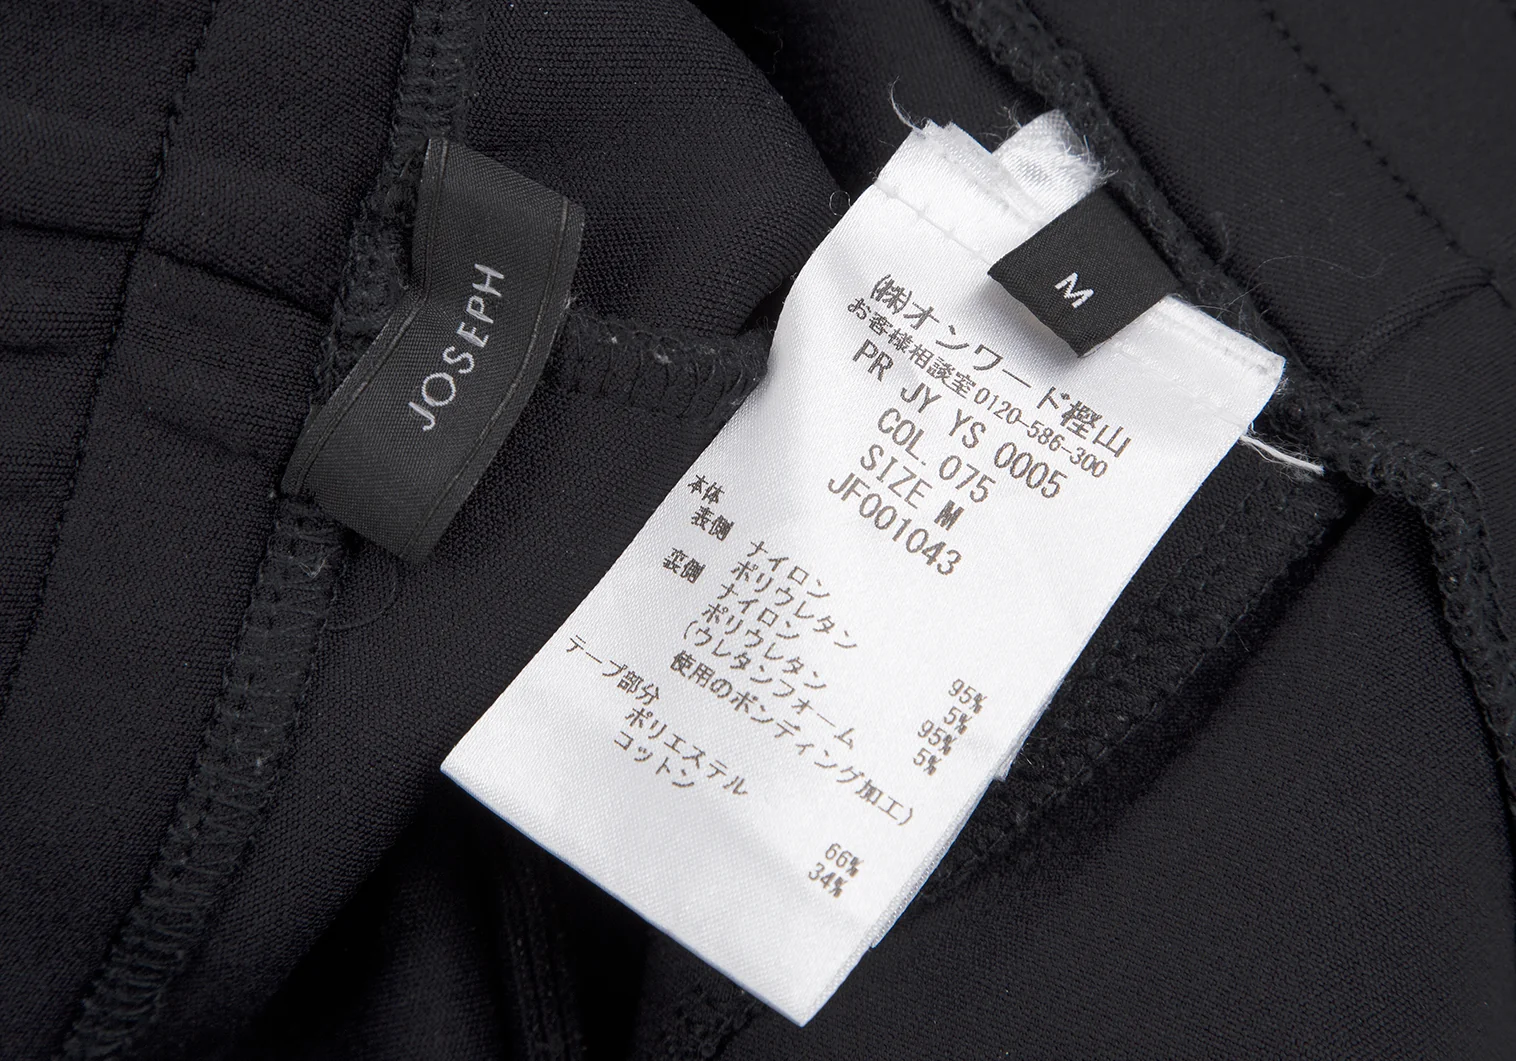 JOSEPH
M
(株)オンワード樫山
お客様相談室0120-586-300
PR JY YS 0005
COL 075
SIZE M
JF001043
本体
表側 ナイロン 95%
ポリウレタン 5%
裏側 ナイロン 95%
ポリウレタン 5%
(ウレタンフォーム
使用のボンディング加工)
テープ部分
ポリエステル 66%
コットン 34%